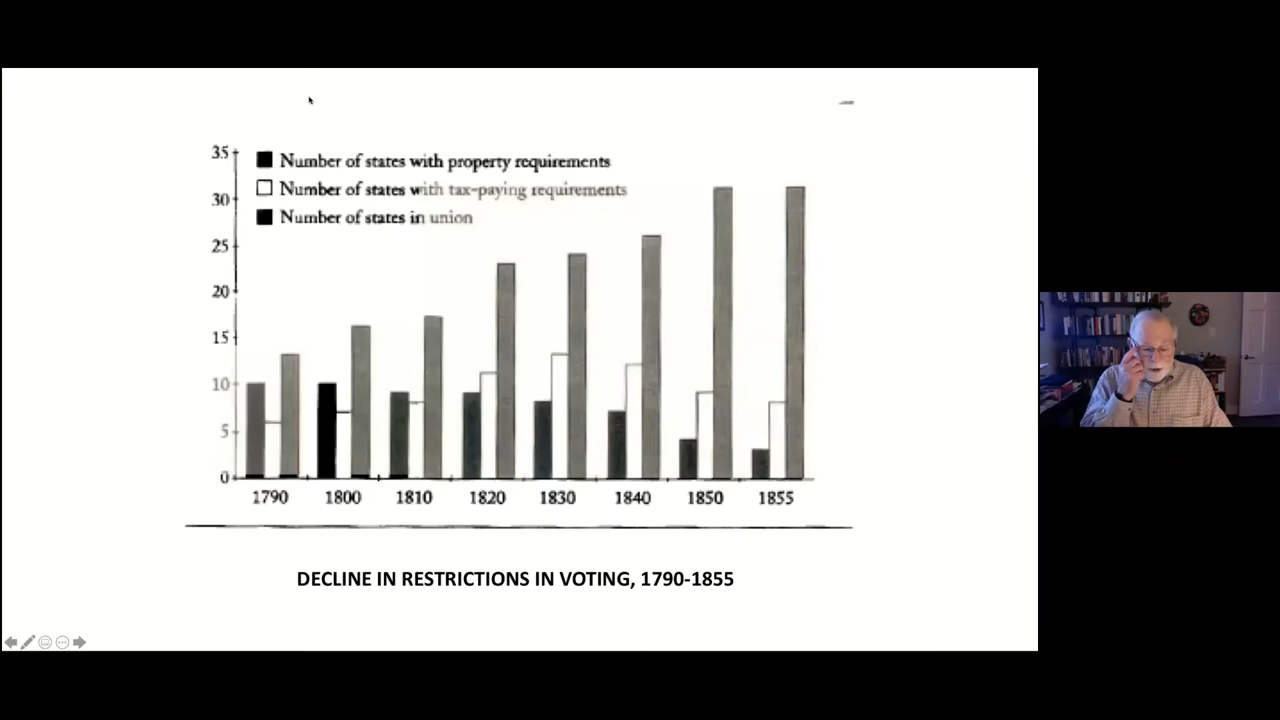 35
Number of states with property requirements
30
Number of states with tax-paying requirements
Number of states in union
25
20
15
10
5
0
1790 1800 1810 1820 1830 1840 1850 1855
DECLINE IN RESTRICTIONS IN VOTING, 1790-1855